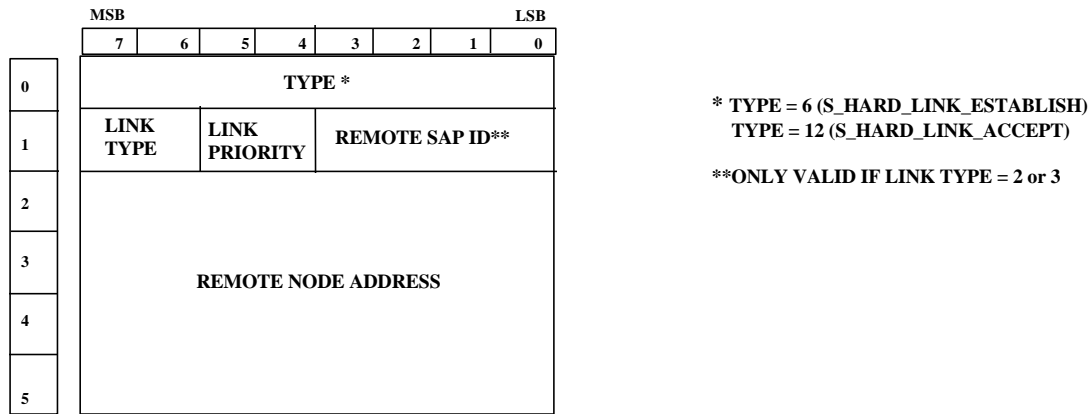 MSB LSB
7 6 5 4 3 2 1 0
0 TYPE *
1 LINK TYPE LINK PRIORITY REMOTE SAP ID**
2
3 REMOTE NODE ADDRESS
4
5
* TYPE = 6 (S_HARD_LINK_ESTABLISH)
TYPE = 12 (S_HARD_LINK_ACCEPT)
**ONLY VALID IF LINK TYPE = 2 or 3